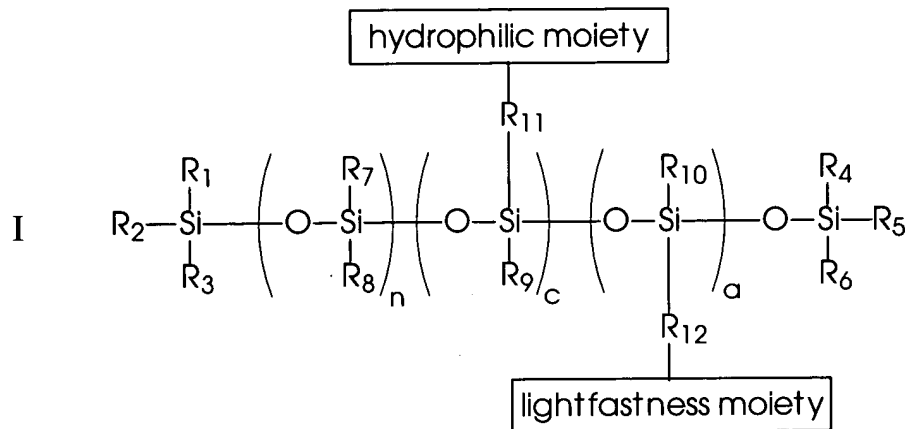 hydrophilic moiety
R11
R1 R7 R10 R4
I R2 Si O Si O Si O Si O Si R5
R3 R8 n R9 c a R6
R12
lightfastness moiety